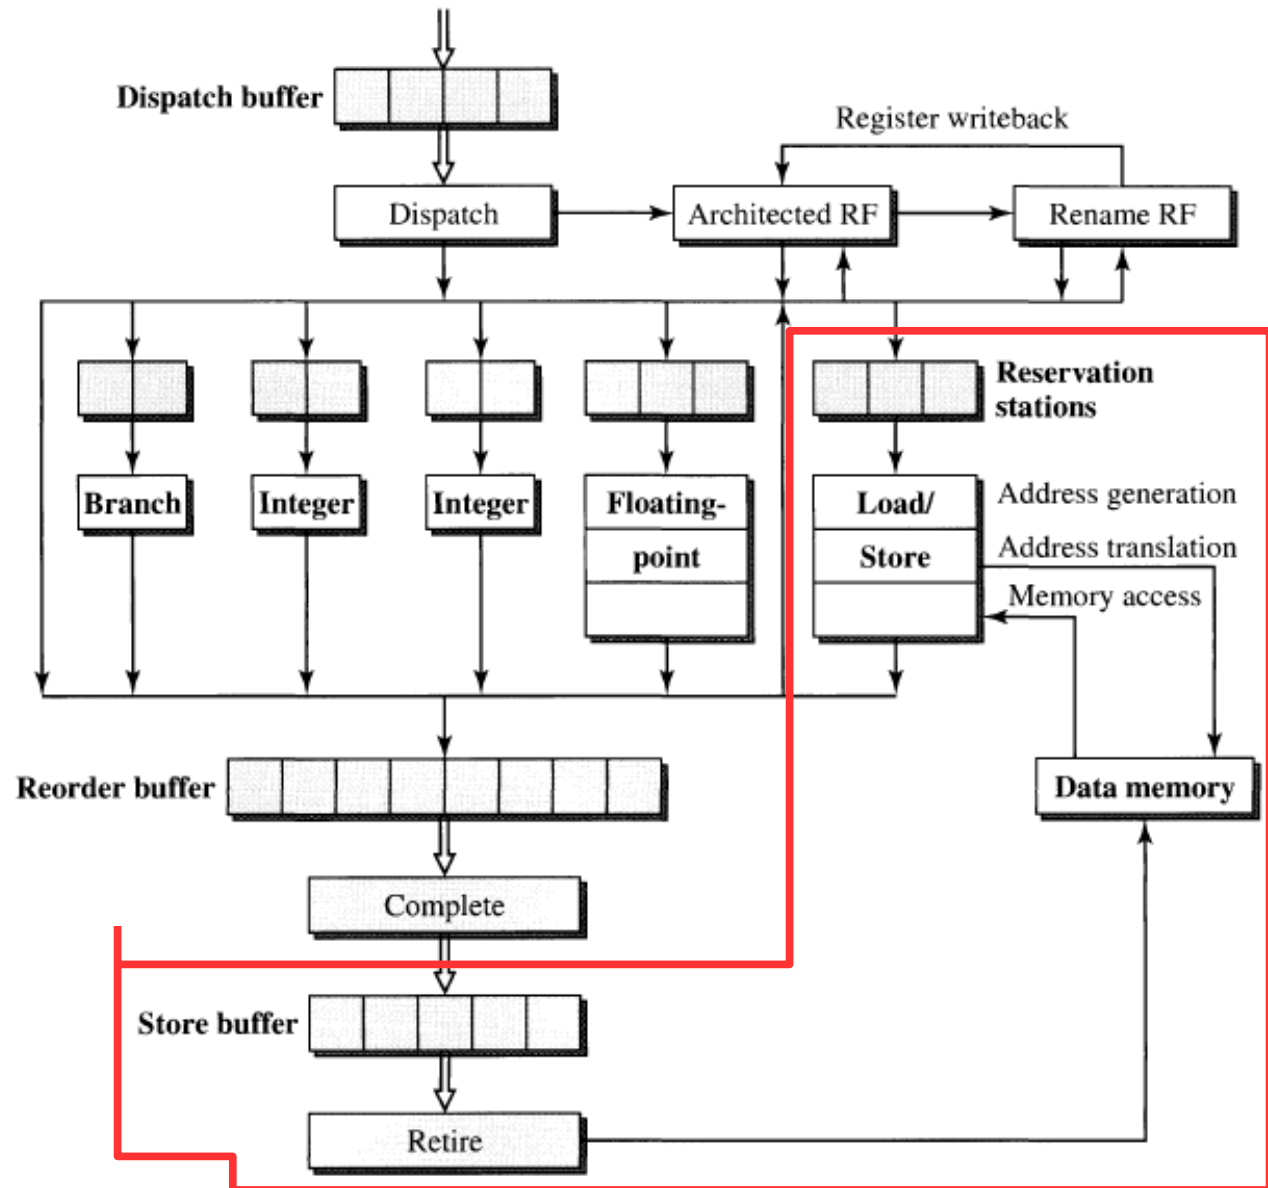 Dispatch buffer
Register writeback
Dispatch
Architected RF
Rename RF
Reservation
stations
Branch
Integer
Integer
Floating-
point
Load/
Store
Address generation
Address translation
Memory access
Reorder buffer
Data memory
Complete
Store buffer
Retire